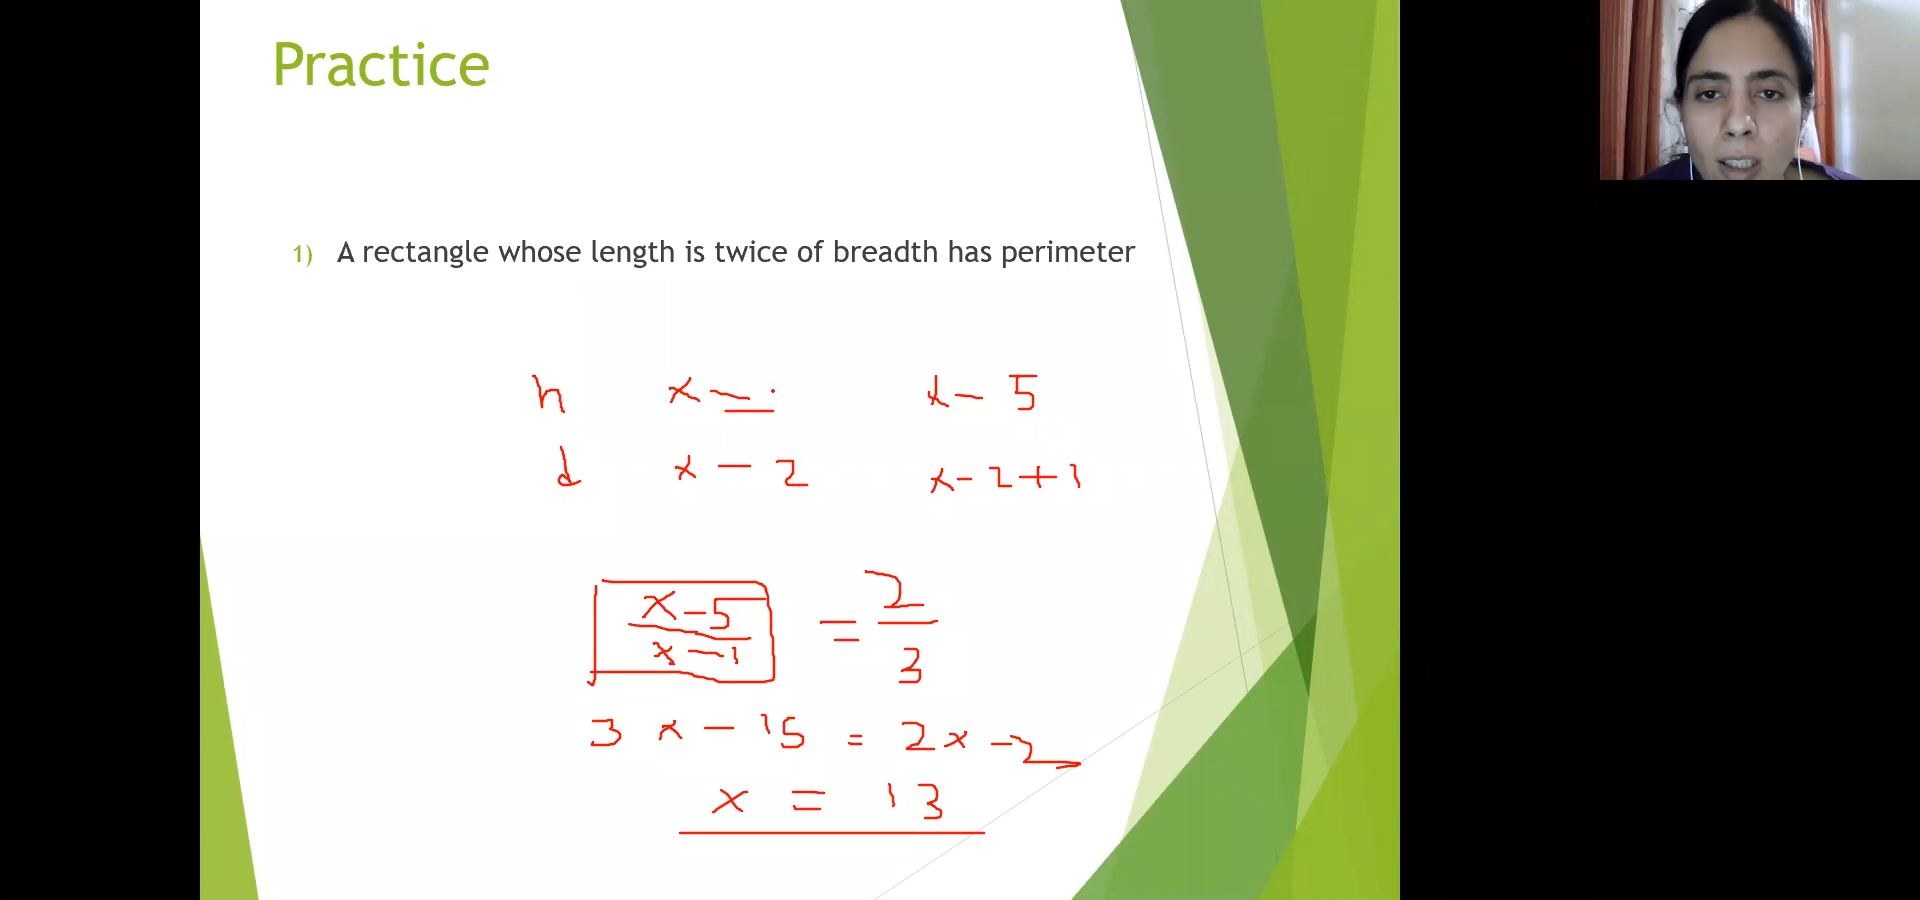 Practice
1) A rectangle whose length is twice of breadth has perimeter
n x - x - 5
d x - 2 x - 2 + 1
x - 5 = 2
x - 1 3
3 x - 15 = 2x - 2
x = 13